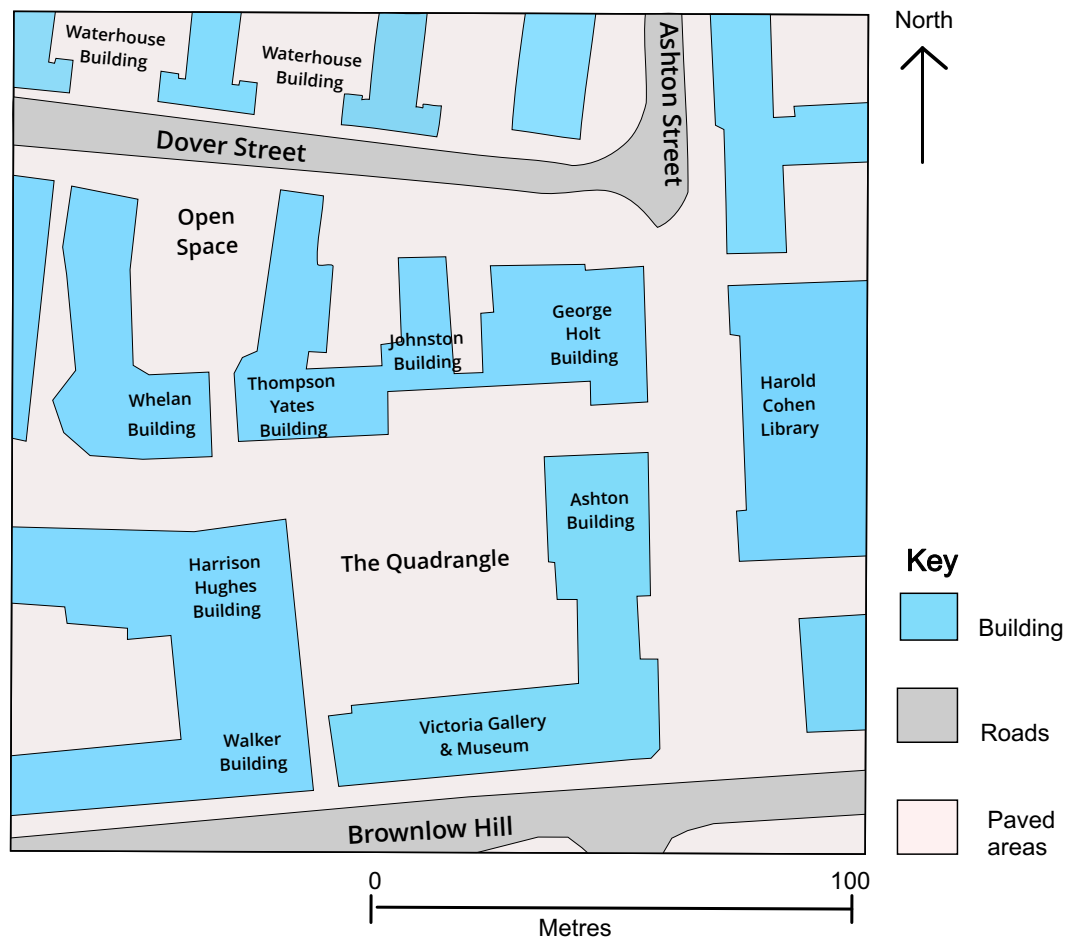 Waterhouse
Building
Waterhouse
Building
Ashton Street
North
Dover Street
Open
Space
George
Holt
Building
Johnston
Building
Thompson
Yates
Building
Whelan
Building
Harold
Cohen
Library
Ashton
Building
The Quadrangle
Harrison
Hughes
Building
Victoria Gallery
& Museum
Walker
Building
Brownlow Hill
Key
Building
Roads
Paved
areas
0
100
Metres